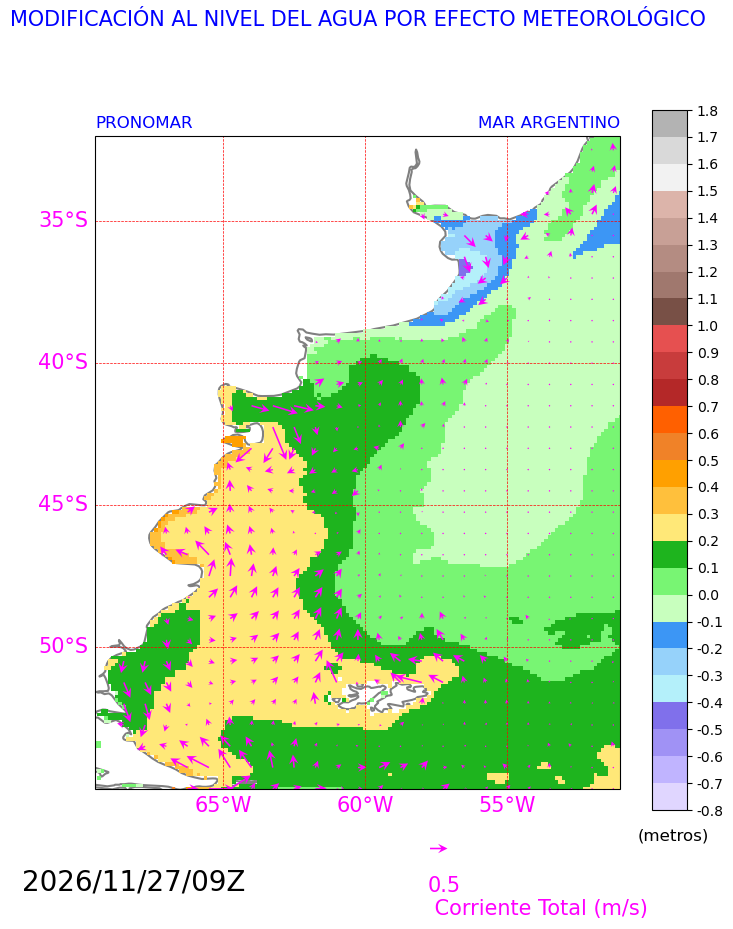 MODIFICACIÓN AL NIVEL DEL AGUA POR EFECTO METEOROLÓGICO
PRONOMAR MAR ARGENTINO
35°S
40°S
45°S
50°S
65°W 60°W 55°W
1.8
1.7
1.6
1.5
1.4
1.3
1.2
1.1
1.0
0.9
0.8
0.7
0.6
0.5
0.4
0.3
0.2
0.1
0.0
-0.1
-0.2
-0.3
-0.4
-0.5
-0.6
-0.7
-0.8
(metros)
2026/11/27/09Z
0.5
Corriente Total (m/s)